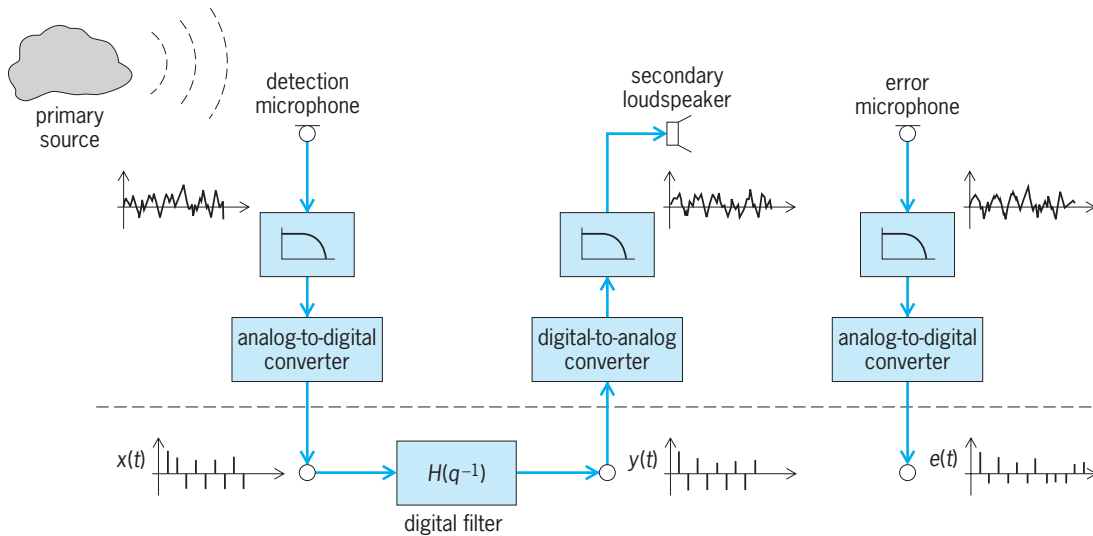 primary
source
detection
microphone
secondary
loudspeaker
error
microphone
analog-to-digital
converter
digital-to-analog
converter
analog-to-digital
converter
x(t)
H(q⁻¹)
digital filter
y(t)
e(t)